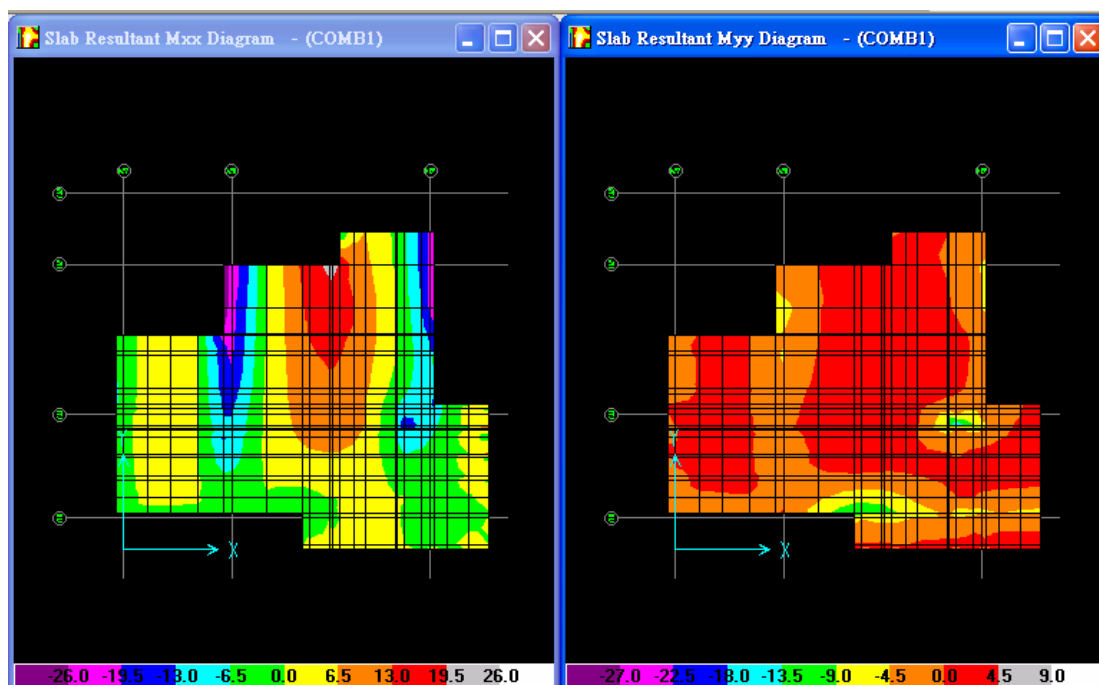 Slab Resultant Mxx Diagram - (COMB1)
Slab Resultant Myy Diagram - (COMB1)
X
X
-26.0 -19.5 -13.0 -6.5 0.0 6.5 13.0 19.5 26.0
-27.0 -22.5 -18.0 -13.5 -9.0 -4.5 0.0 4.5 9.0